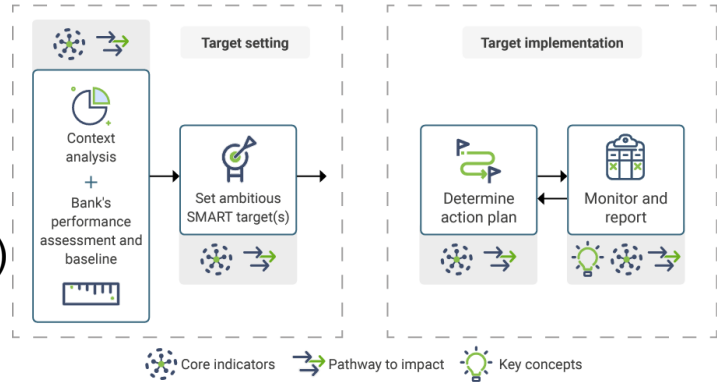 Target setting
Context
analysis
+
Bank's
performance
assessment and
baseline
Set ambitious
SMART target(s)
Target implementation
Determine
action plan
Monitor and
report
)
Core indicators
Pathway to impact
Key concepts